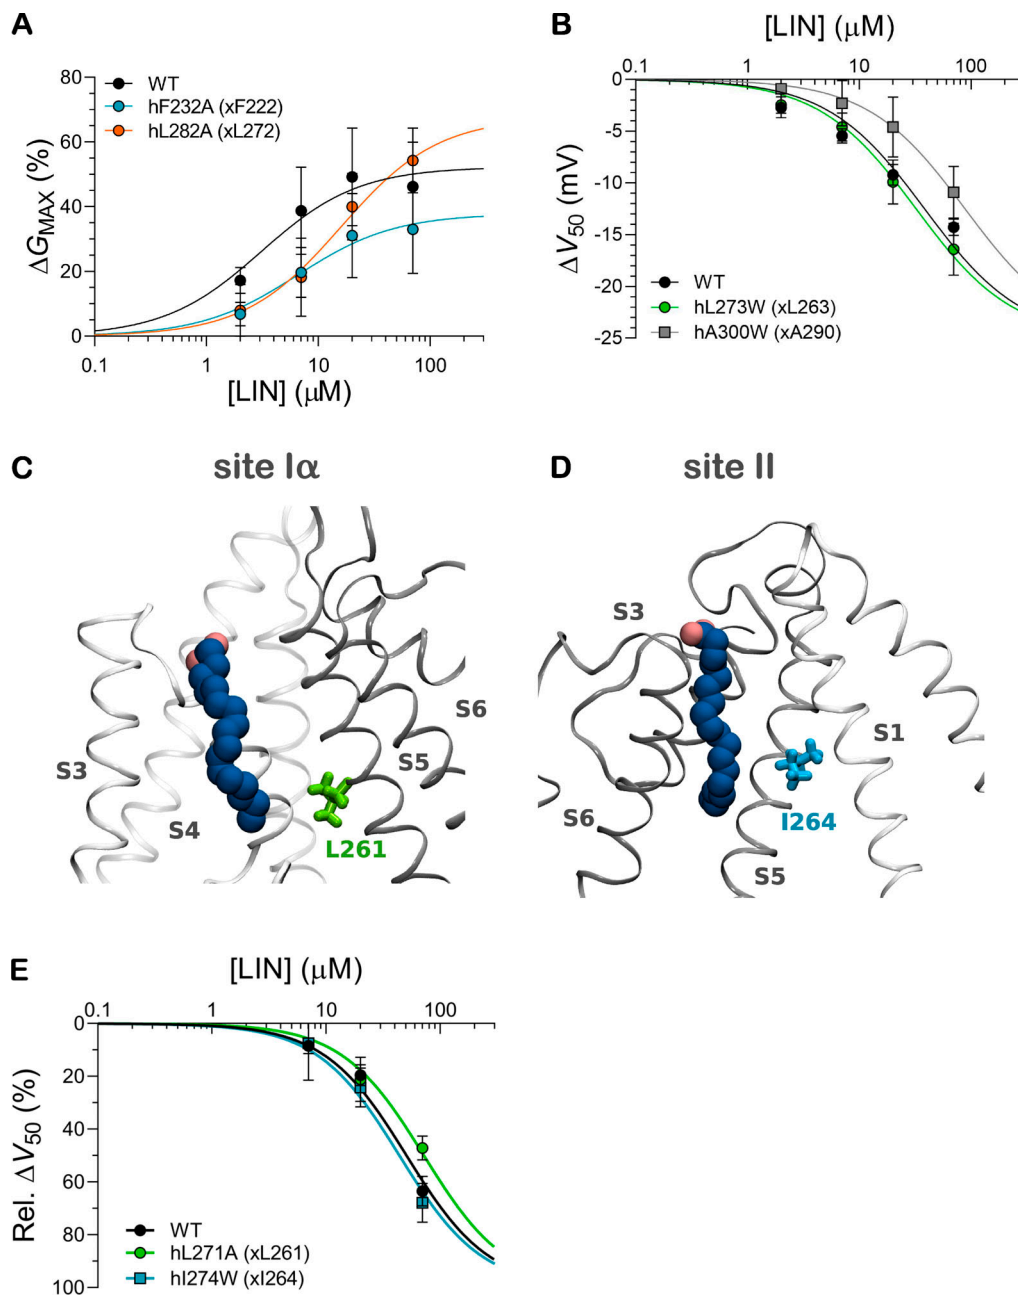 A
80
60
40
20
0
ΔG_MAX (%)
WT
hF232A (xF222)
hL282A (xL272)
0.1 1 10 100
[LIN] (μM)
B
[LIN] (μM)
0.1 1 10 100
0
-5
-10
-15
-20
-25
ΔV_50 (mV)
WT
hL273W (xL263)
hA300W (xA290)
C
site Iα
S3
S4
L261
S5
S6
D
site II
S3
S1
S6
I264
S5
E
[LIN] (μM)
0.1 1 10 100
0
20
40
60
80
100
Rel. ΔV_50 (%)
WT
hL271A (xL261)
hI274W (xI264)